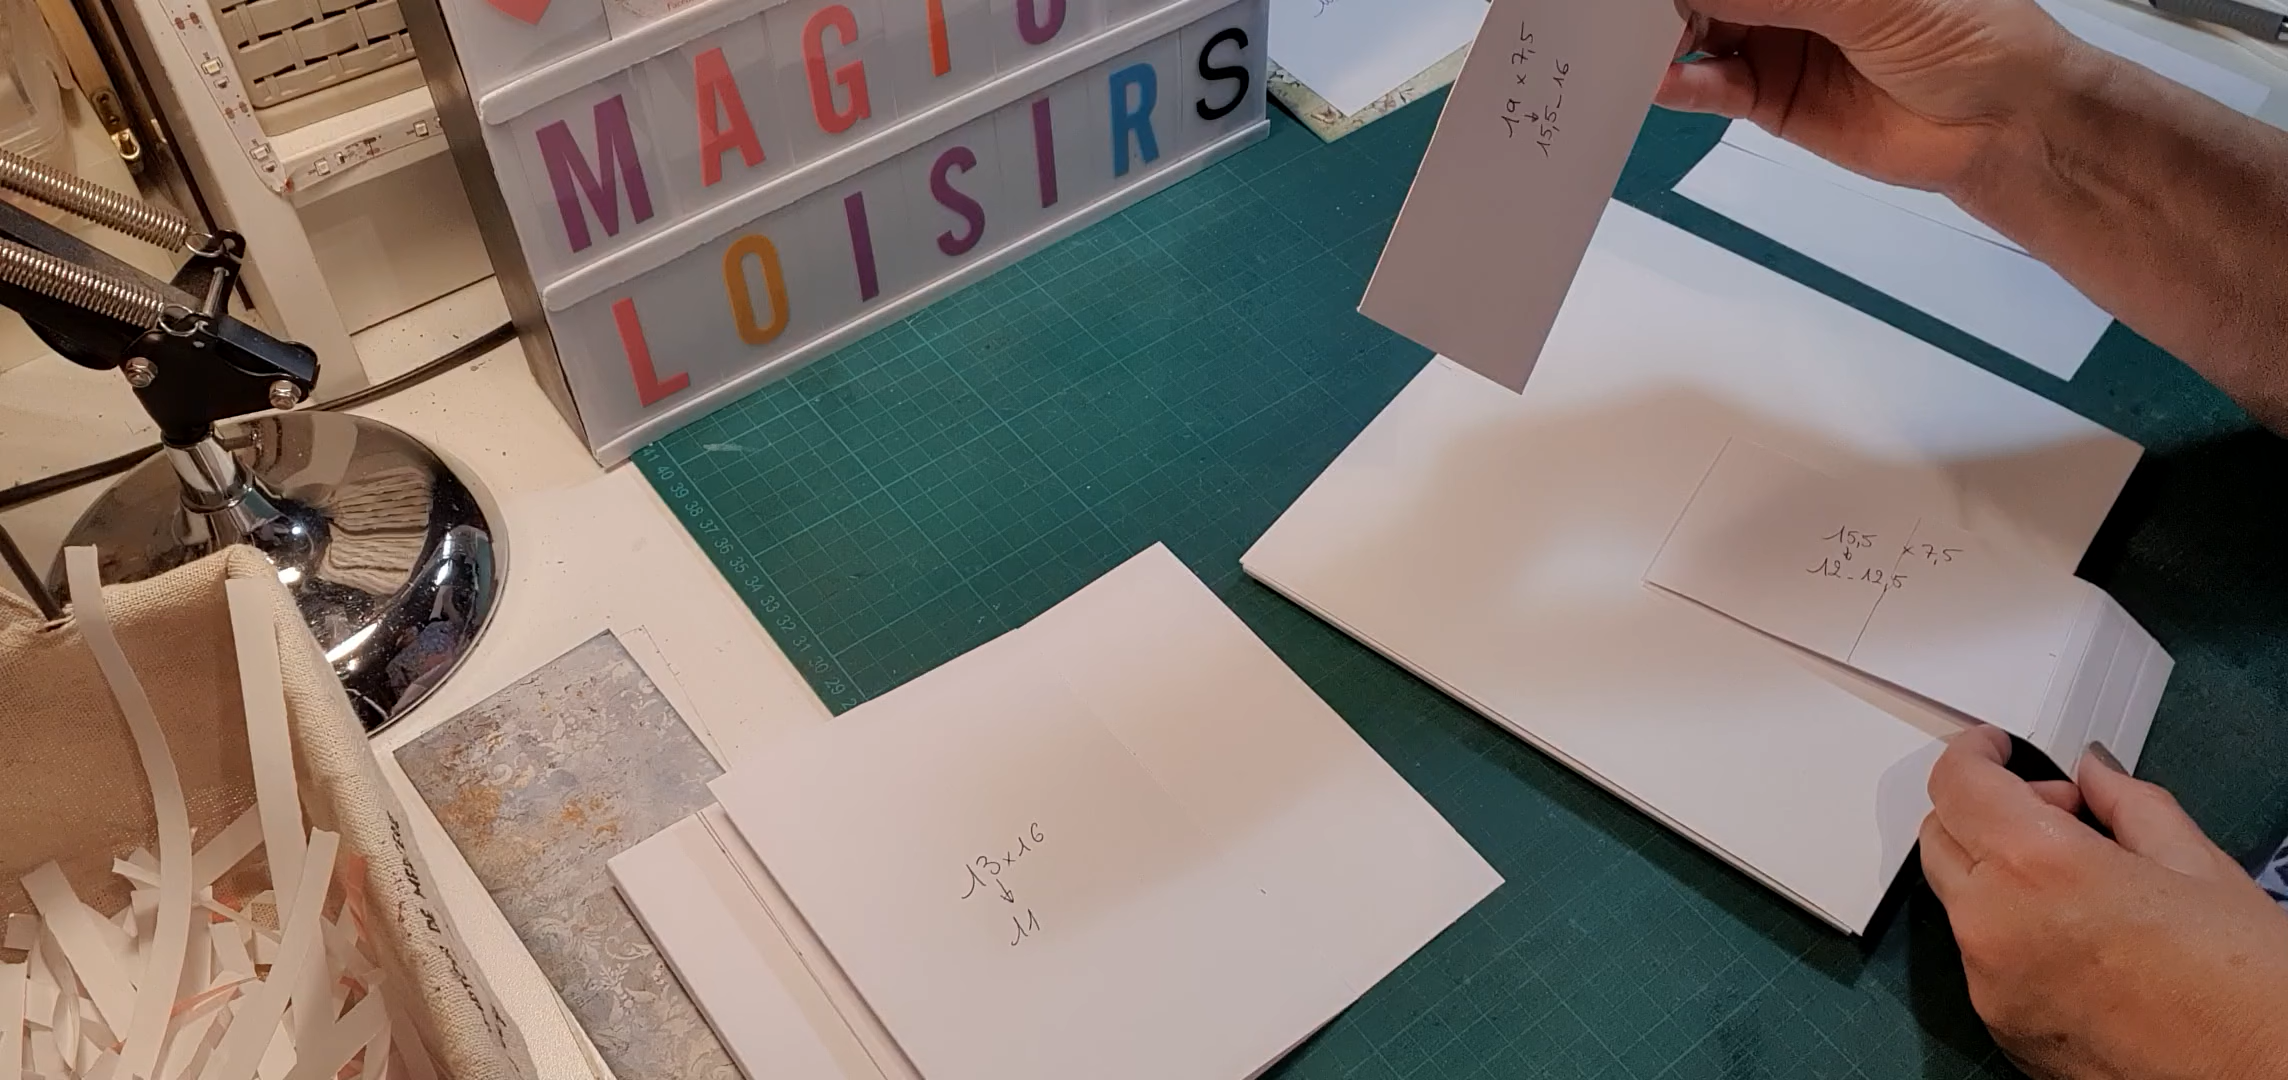 MAGIC
LOISIRS
19 x 7,5
15,5 - 16
15,5 x 7,5
12 - 12,5
13 x 16
11
41 40 39 38 37 36 35 34 33 32 31 30 29